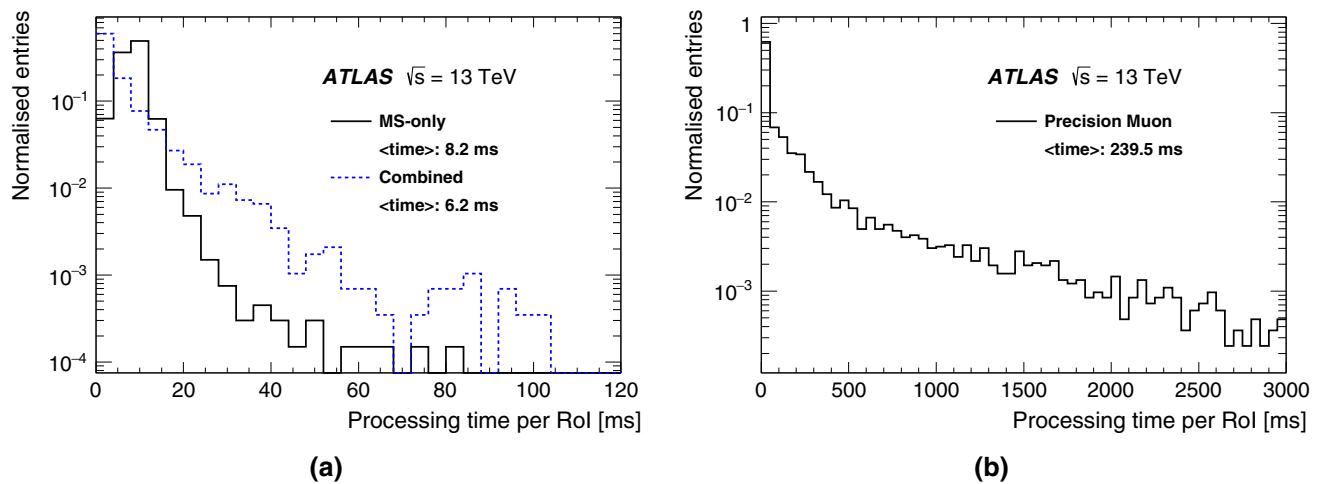 Normalised entries
10⁻¹
10⁻²
10⁻³
10⁻⁴
ATLAS √s = 13 TeV
MS-only
<time>: 8.2 ms
Combined
<time>: 6.2 ms
0 20 40 60 80 100 120
Processing time per RoI [ms]
(a)
Normalised entries
1
10⁻¹
10⁻²
10⁻³
ATLAS √s = 13 TeV
Precision Muon
<time>: 239.5 ms
0 500 1000 1500 2000 2500 3000
Processing time per RoI [ms]
(b)